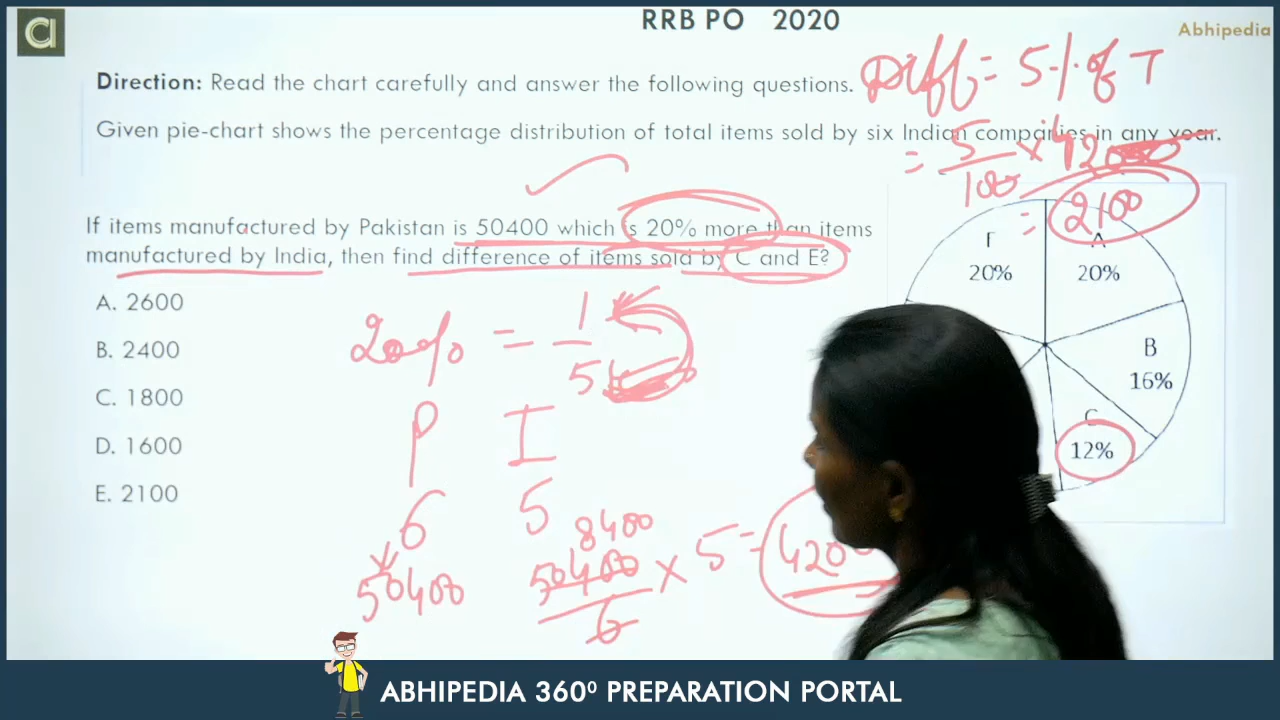 RRB PO 2020
Abhipedia
Direction: Read the chart carefully and answer the following questions.
Diff = 5% of T
Given pie-chart shows the percentage distribution of total items sold by six Indian companies in any year.
= 5/100 × 42000
= 2100
If items manufactured by Pakistan is 50400 which is 20% more than items
manufactured by India, then find difference of items sold by C and E?
A. 2600
B. 2400
C. 1800
D. 1600
E. 2100
20% = 1/5
P I
6 5
8400
50400 50400/6 × 5 =
F
20%
A
20%
B
16%
C
12%
ABHIPEDIA 360⁰ PREPARATION PORTAL